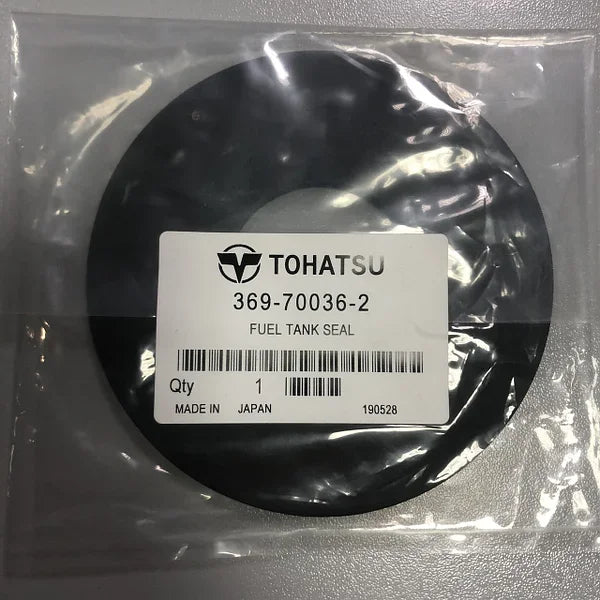 TOHATSU
369-70036-2
FUEL TANK SEAL
Qty 1
MADE IN JAPAN 190528